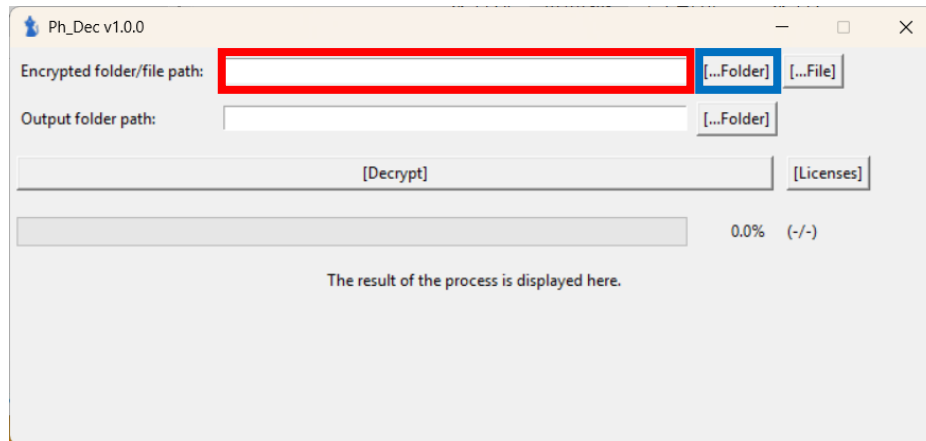 Ph_Dec v1.0.0
Encrypted folder/file path: [...Folder] [...File]
Output folder path: [...Folder]
[Decrypt] [Licenses]
0.0% (-/-)
The result of the process is displayed here.